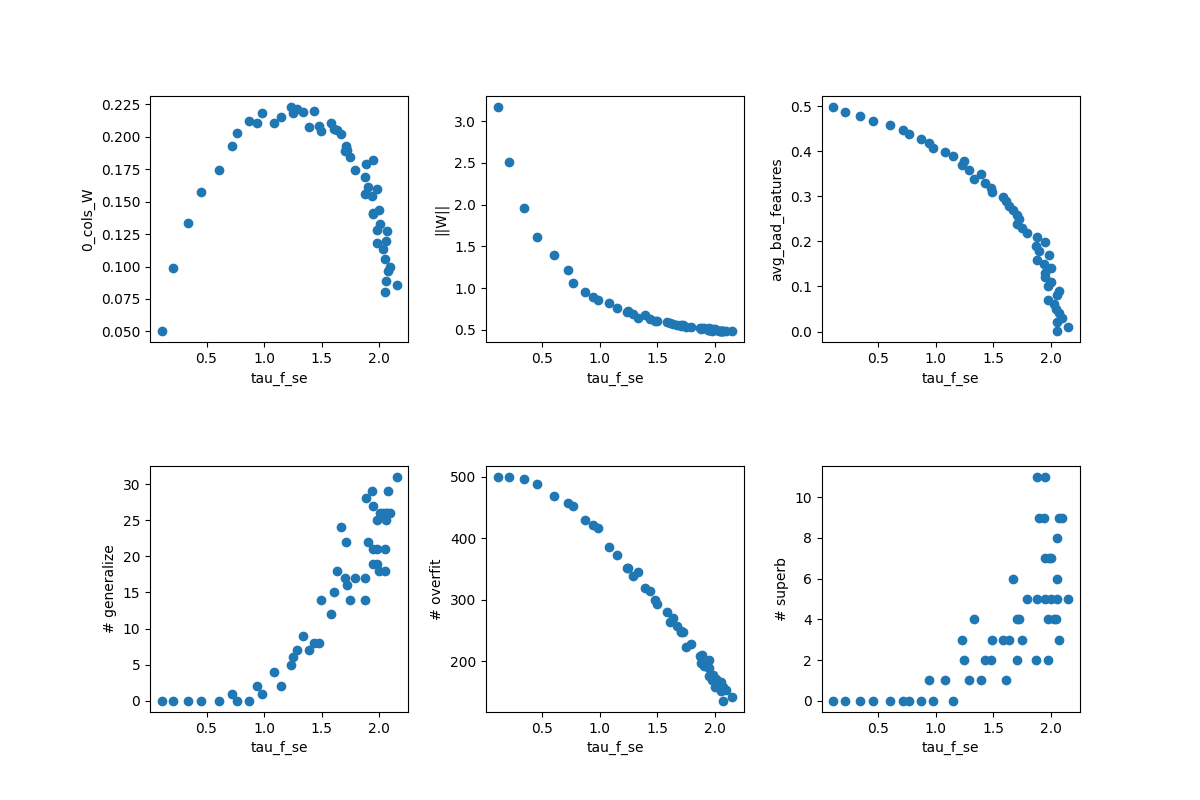 0.225
0.200
0.175
0.150
0.125
0.100
0.075
0.050
0_cols_W
0.5 1.0 1.5 2.0
tau_f_se
3.0
2.5
2.0
1.5
1.0
0.5
||W||
0.5 1.0 1.5 2.0
tau_f_se
0.5
0.4
0.3
0.2
0.1
0.0
avg_bad_features
0.5 1.0 1.5 2.0
tau_f_se
30
25
20
15
10
5
0
# generalize
0.5 1.0 1.5 2.0
tau_f_se
500
400
300
200
# overfit
0.5 1.0 1.5 2.0
tau_f_se
10
8
6
4
2
0
# superb
0.5 1.0 1.5 2.0
tau_f_se